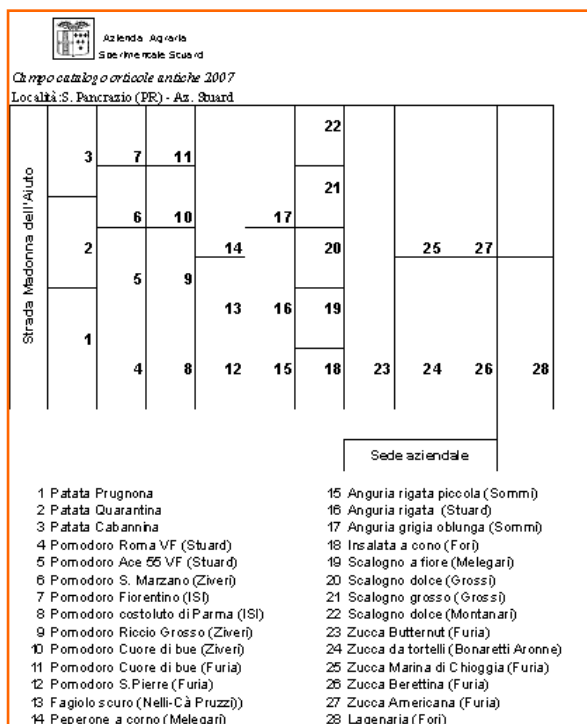 Azienda Agraria
Sperimentale Stuard
Campo catalogo orticole antiche 2007
Località:S. Pancrazio (PR) - Az. Stuard
Strada Madonna dell'Aiuto
22
3 7 11
21
6 10 17
2 14 20 25 27
5 9
13 16 19
1
4 8 12 15 18 23 24 26 28
Sede aziendale
1 Patata Prugnona
2 Patata Quarantina
3 Patata Cabannina
4 Pomodoro Roma VF (Stuard)
5 Pomodoro Ace 55 VF (Stuard)
6 Pomodoro S. Marzano (Ziveri)
7 Pomodoro Fiorentino (ISI)
8 Pomodoro costoluto di Parma (ISI)
9 Pomodoro Riccio Grosso (Ziveri)
10 Pomodoro Cuore di bue (Ziveri)
11 Pomodoro Cuore di bue (Furia)
12 Pomodoro S.Pierre (Furia)
13 Fagiolo scuro (Nelli-Cà Pruzzi))
14 Peperone a corno (Melegari)
15 Anguria rigata piccola (Sommi)
16 Anguria rigata (Stuard)
17 Anguria grigia oblunga (Sommi)
18 Insalata a cono (Fori)
19 Scalogno a fiore (Melegari)
20 Scalogno dolce (Grossi)
21 Scalogno grosso (Grossi)
22 Scalogno dolce (Montanari)
23 Zucca Butternut (Furia)
24 Zucca da tortelli (Bonaretti Aronne)
25 Zucca Marina di Chioggia (Furia)
26 Zucca Berettina (Furia)
27 Zucca Americana (Furia)
28 Lagenaria (Fori)